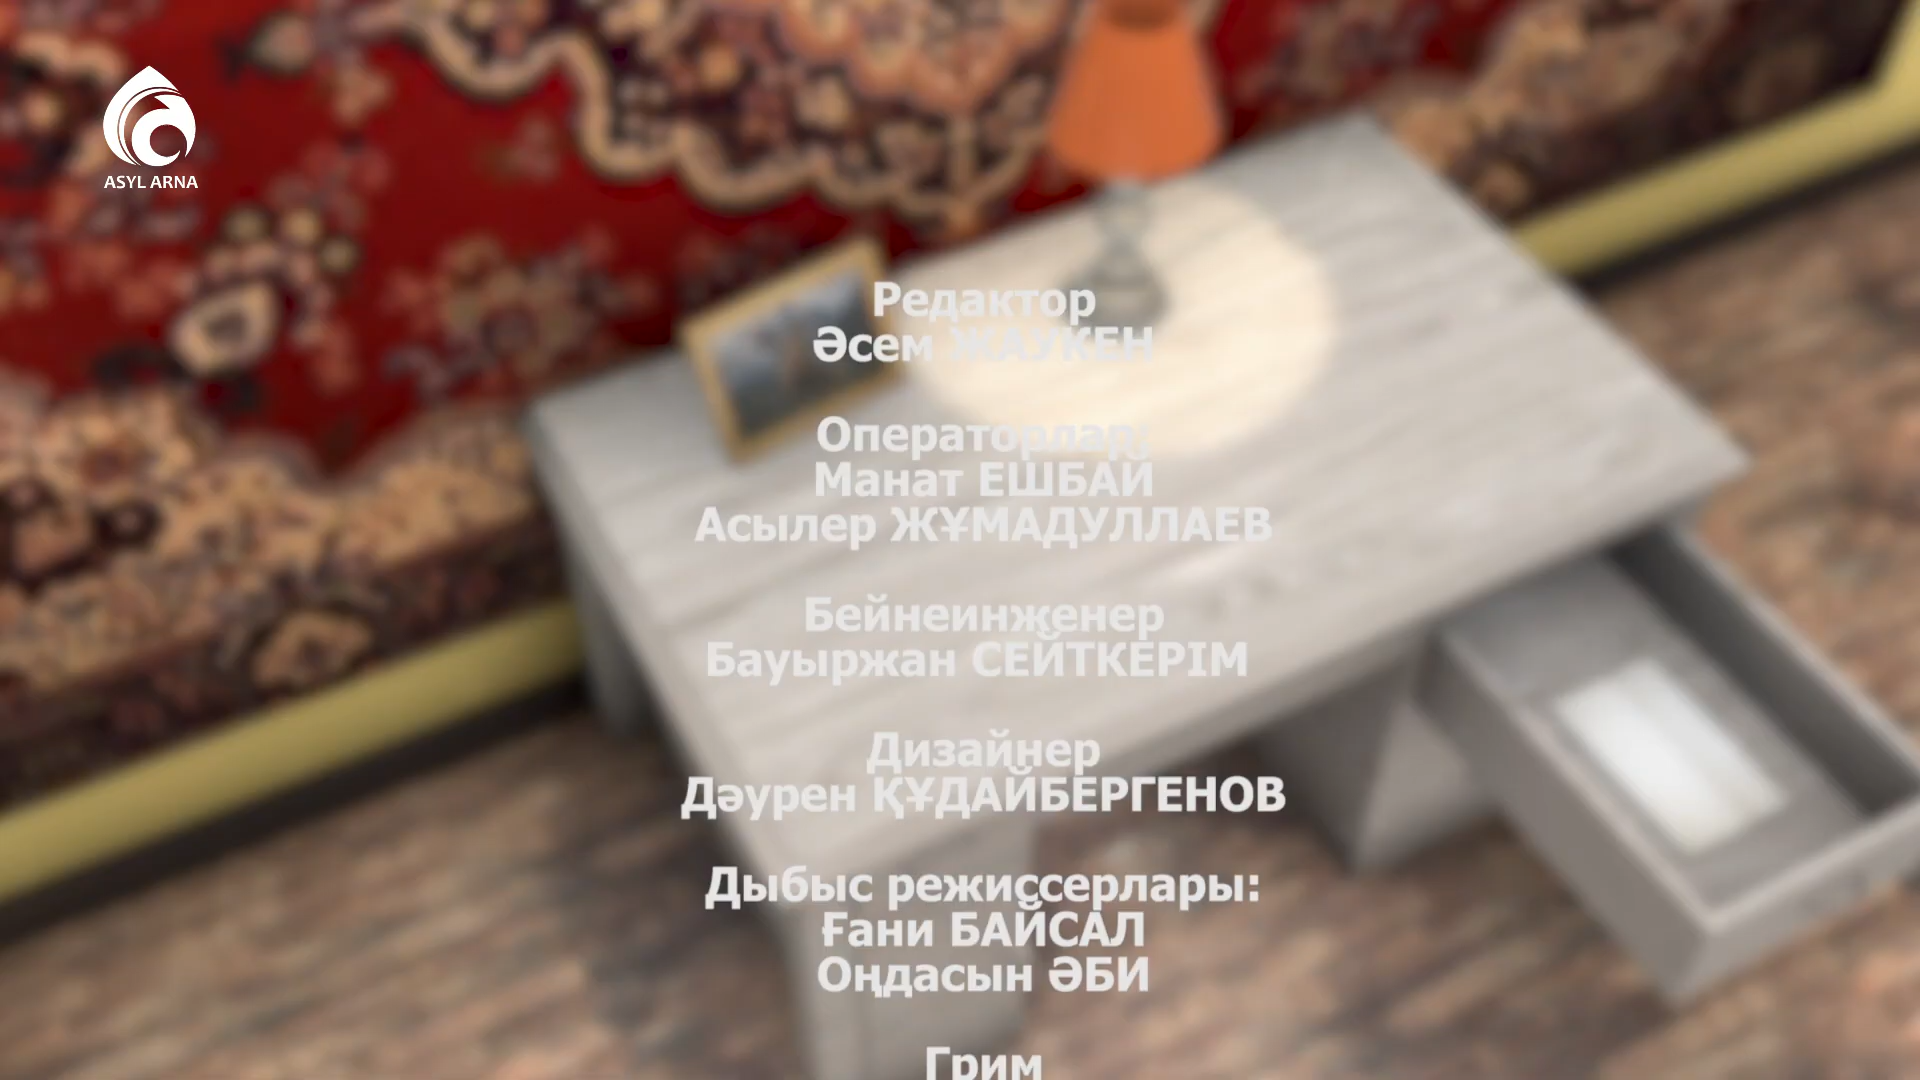 ASYL ARNA
Редактор
Әсем ЖАУКЕН
Операторлар:
Манат ЕШБАЙ
Асылер ЖҰМАДУЛЛАЕВ
Бейнеинженер
Бауыржан СЕЙТКЕРІМ
Дизайнер
Дәурен ҚҰДАЙБЕРГЕНОВ
Дыбыс режиссерлары:
Ғани БАЙСАЛ
Оңдасын ӘБИ
Грим